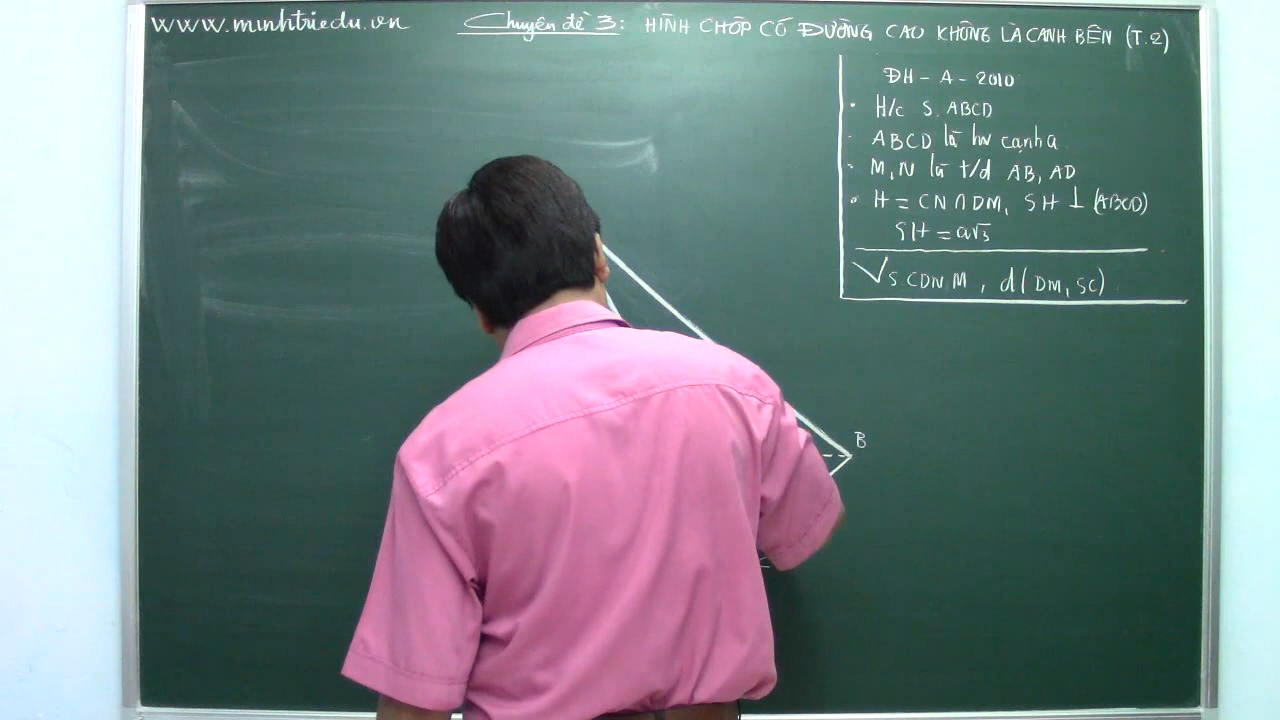 www.minhtriedu.vn
Chuyên đề 3: HÌNH CHÓP CÓ ĐƯỜNG CAO KHÔNG LÀ CẠNH BÊN (T.2)
ĐH - A - 2010
• H/c S.ABCD
• ABCD là hv cạnh a
• M, N là t/d AB, AD
• H = CN ∩ DM, SH ⊥ (ABCD)
SH = a√3
V S.CDNM, d(DM, SC)
B